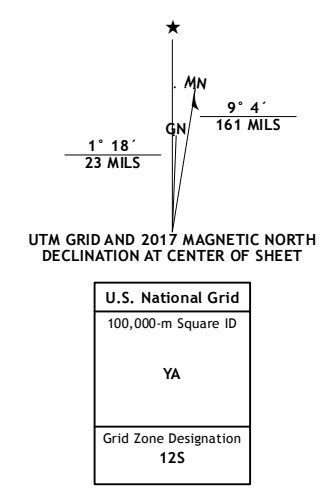 ★
MN
GN
9° 4´
161 MILS
1° 18´
23 MILS
UTM GRID AND 2017 MAGNETIC NORTH
DECLINATION AT CENTER OF SHEET
U.S. National Grid
100,000-m Square ID
YA
Grid Zone Designation
12S